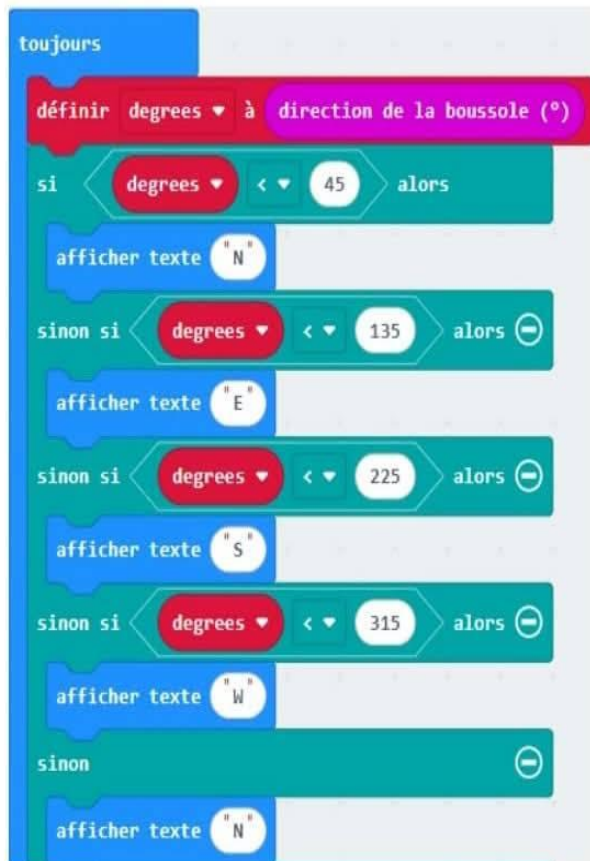 toujours
définir degrees à direction de la boussole (°)
si degrees < 45 alors
afficher texte "N"
sinon si degrees < 135 alors
afficher texte "E"
sinon si degrees < 225 alors
afficher texte "S"
sinon si degrees < 315 alors
afficher texte "W"
sinon
afficher texte "N"